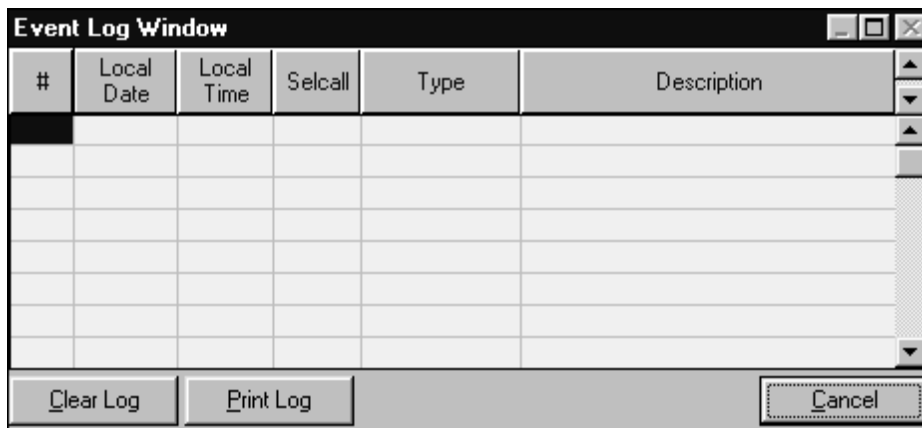 Event Log Window
# Local Date Local Time Selcall Type Description
Clear Log Print Log Cancel